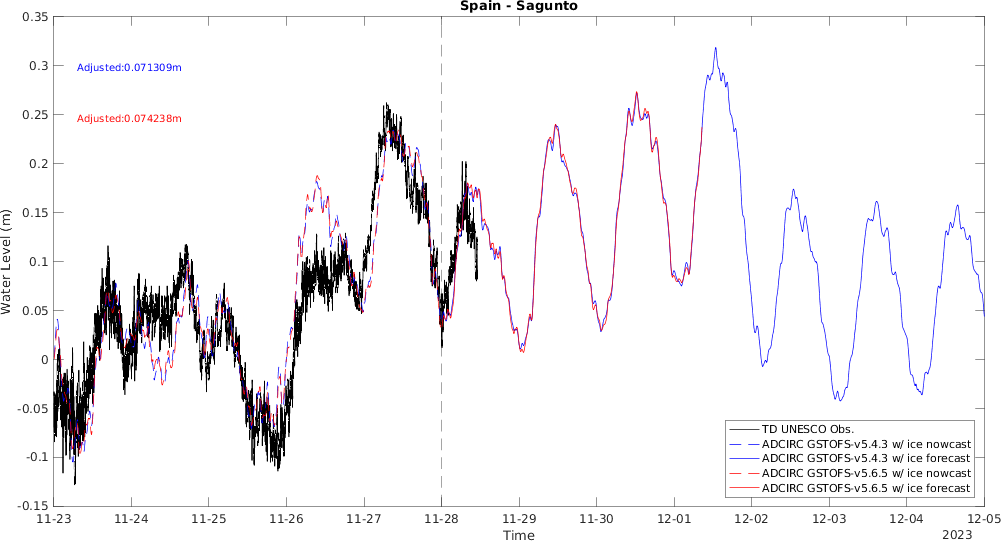 Spain - Sagunto
0.35
0.3
0.25
0.2
0.15
0.1
0.05
0
-0.05
-0.1
-0.15
Water Level (m)
Adjusted:0.071309m
Adjusted:0.074238m
TD UNESCO Obs.
ADCIRC GSTOFS-v5.4.3 w/ ice nowcast
ADCIRC GSTOFS-v5.4.3 w/ ice forecast
ADCIRC GSTOFS-v5.6.5 w/ ice nowcast
ADCIRC GSTOFS-v5.6.5 w/ ice forecast
11-23 11-24 11-25 11-26 11-27 11-28 11-29 11-30 12-01 12-02 12-03 12-04 12-05
Time
2023